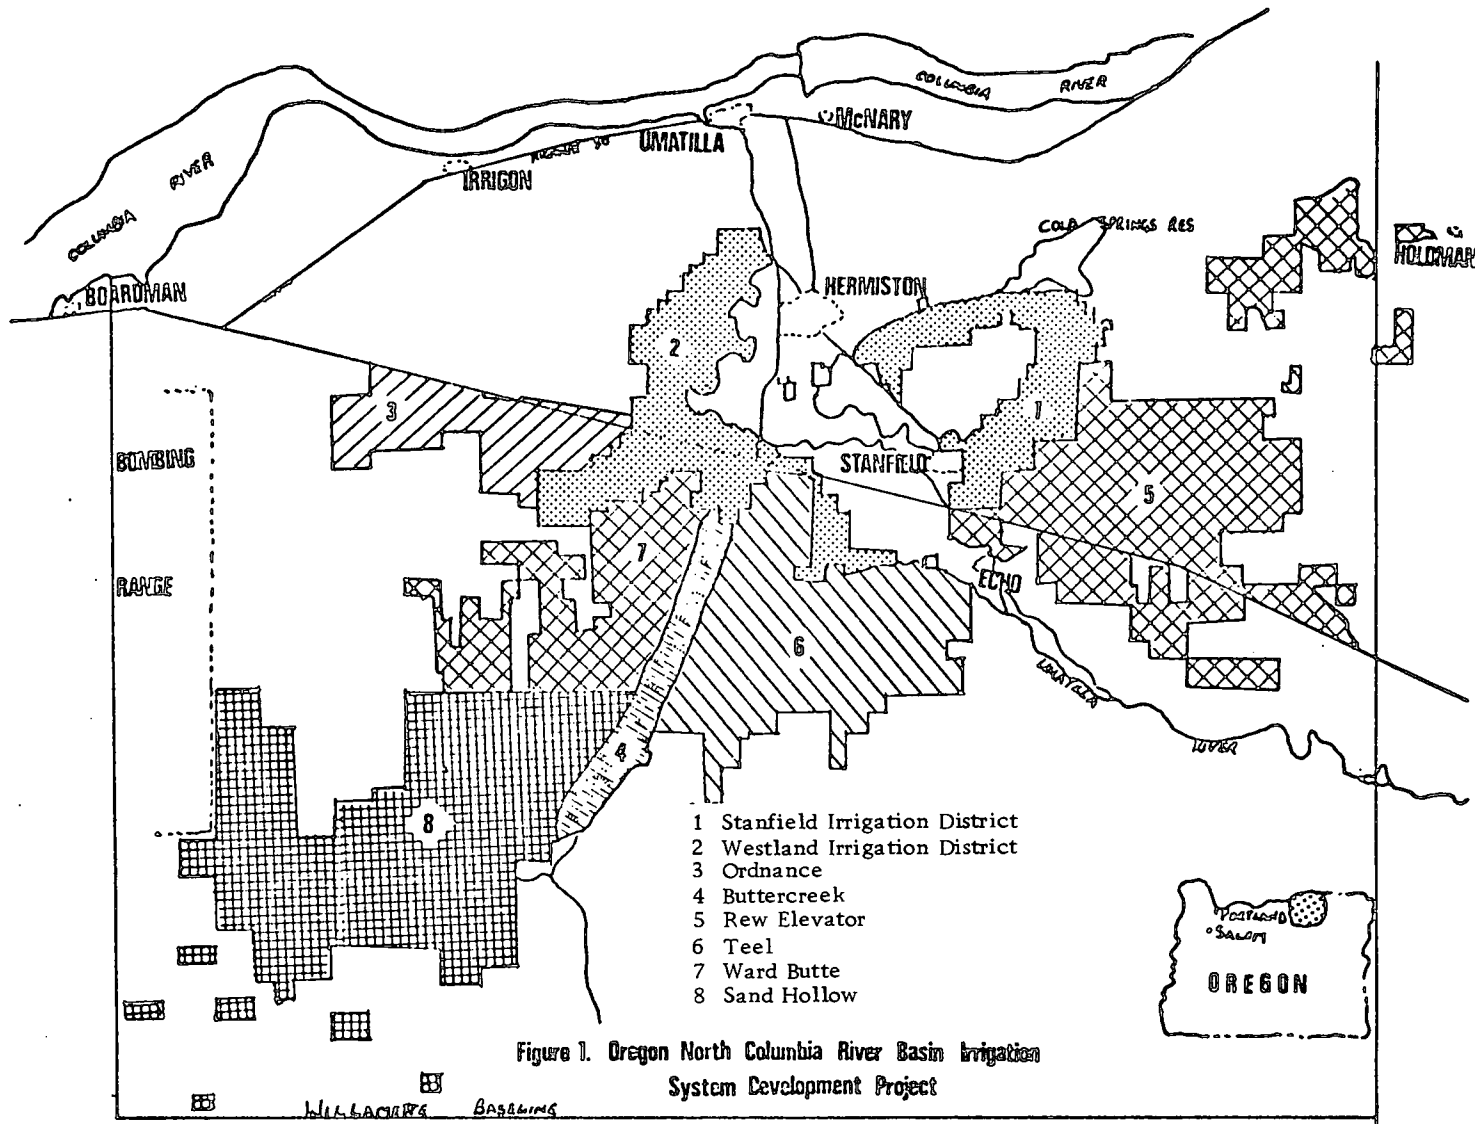 COLUMBIA RIVER
COLUMBIA RIVER
McNARY
UMATILLA
IRRIGON
COLD SPRINGS RES
HOLDMAN
BOARDMAN
HERMISTON
2
3
1
BOMBING
RANGE
STANFIELD
5
7
ECHO
6
UMATILLA
RIVER
4
8
1 Stanfield Irrigation District
2 Westland Irrigation District
3 Ordnance
4 Buttercreek
5 Rew Elevator
6 Teel
7 Ward Butte
8 Sand Hollow
PORTLAND
SALEM
OREGON
Figure 1. Oregon North Columbia River Basin Irrigation
System Development Project
WILLAMETTE BASELINE